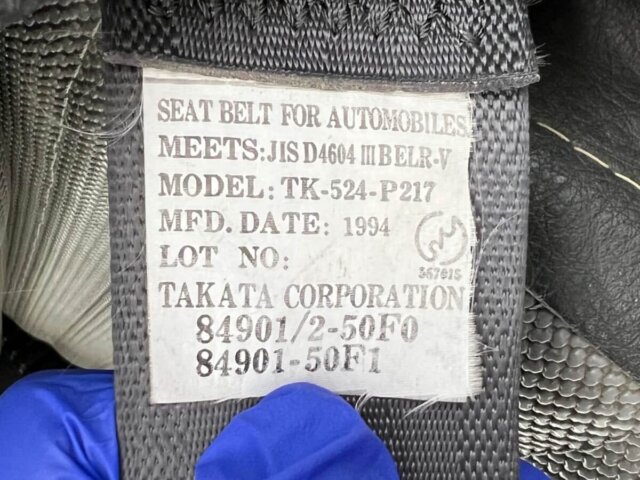 SEAT BELT FOR AUTOMOBILES
MEETS:JIS D4604 III BELR-V
MODEL: TK-524-P217
MFD. DATE: 1994
LOT NO:
567915
TAKATA CORPORATION
84901/2-50F0
84901-50F1